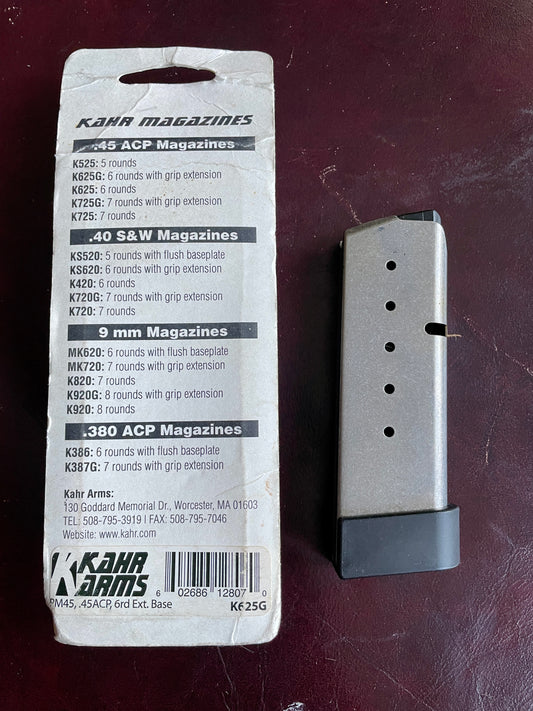 KAHR MAGAZINES
.45 ACP Magazines
K525: 5 rounds
K625G: 6 rounds with grip extension
K625: 6 rounds
K725G: 7 rounds with grip extension
K725: 7 rounds
.40 S&W Magazines
KS520: 5 rounds with flush baseplate
KS620: 6 rounds with grip extension
K420: 6 rounds
K720G: 7 rounds with grip extension
K720: 7 rounds
9 mm Magazines
MK620: 6 rounds with flush baseplate
MK720: 7 rounds with grip extension
K820: 7 rounds
K920G: 8 rounds with grip extension
K920: 8 rounds
.380 ACP Magazines
K386: 6 rounds with flush baseplate
K387G: 7 rounds with grip extension
Kahr Arms:
130 Goddard Memorial Dr., Worcester, MA 01603
TEL: 508-795-3919 | FAX: 508-795-7046
Website: www.kahr.com
K KAHR
ARMS
6 02686 12807 0
PM45, .45ACP, 6rd Ext. Base K625G